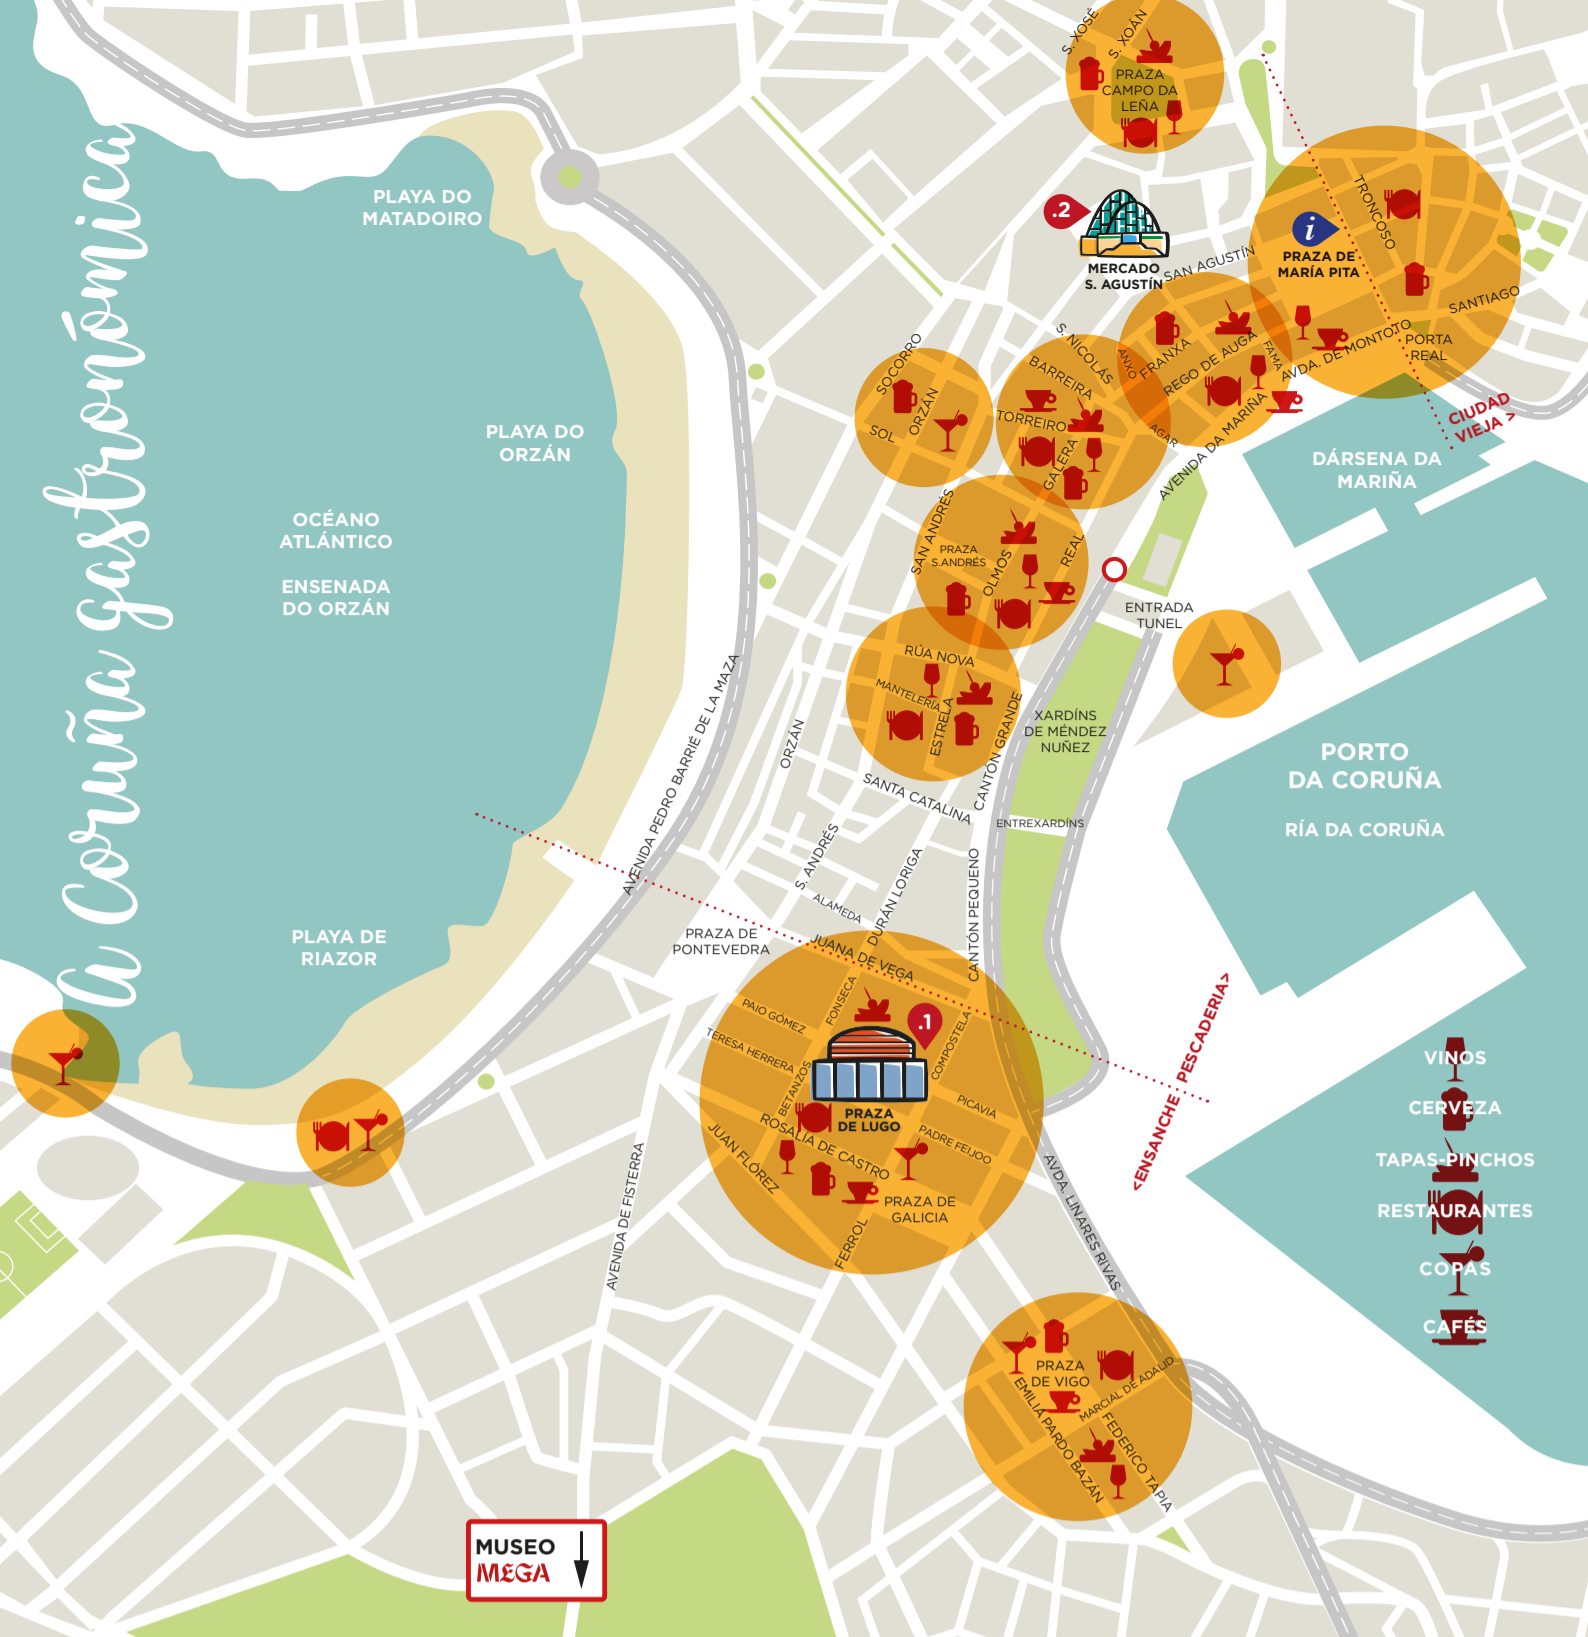 A Coruña gastronómica
S. XOSÉ
S. XOÁN
PRAZA
CAMPO DA
LEÑA
PLAYA DO
MATADOIRO
.2
MERCADO
S. AGUSTÍN
SAN AGUSTÍN
i
PRAZA DE
MARÍA PITA
TRONCOSO
SANTIAGO
AVDA. DE MONTOTO
PORTA
REAL
CIUDAD
VIEJA >
S. NICOLÁS
ANXO
FRANXA
REGO DE AUGA
FAMA
SOCORRO
ORZÁN
SOL
BARREIRA
TORREIRO
GALERA
AGAR
AVENIDA DA MARIÑA
PLAYA DO
ORZÁN
DÁRSENA DA
MARIÑA
OCÉANO
ATLÁNTICO
ENSENADA
DO ORZÁN
SAN ANDRÉS
PRAZA
S.ANDRÉS
OLMOS
REAL
ENTRADA
TUNEL
RÚA NOVA
MANTELERÍA
ESTRELA
CANTÓN GRANDE
XARDÍNS
DE MÉNDEZ
NUÑEZ
AVENIDA PEDRO BARRIÉ DE LA MAZA
ORZÁN
SANTA CATALINA
ENTREXARDÍNS
PORTO
DA CORUÑA
RÍA DA CORUÑA
S. ANDRÉS
ALAMEDA
DURÁN LORIGA
CANTÓN PEQUENO
PLAYA DE
RIAZOR
PRAZA DE
PONTEVEDRA
JUANA DE VEGA
PAIO GÓMEZ
FONSECA
TERESA HERRERA
BETANZOS
.1
COMPOSTELA
PRAZA
DE LUGO
PICAVIA
PADRE FEIJOO
ROSALÍA DE CASTRO
JUAN FLÓREZ
PRAZA DE
GALICIA
FERROL
AVENIDA DE FISTERRA
AVDA. LINARES RIVAS
<ENSANCHE PESCADERIA>
VINOS
CERVEZA
TAPAS-PINCHOS
RESTAURANTES
COPAS
CAFÉS
PRAZA
DE VIGO
MARCIAL DE ADALID
EMILIA PARDO BAZÁN
FEDERICO TAPIA
MUSEO
MEGA